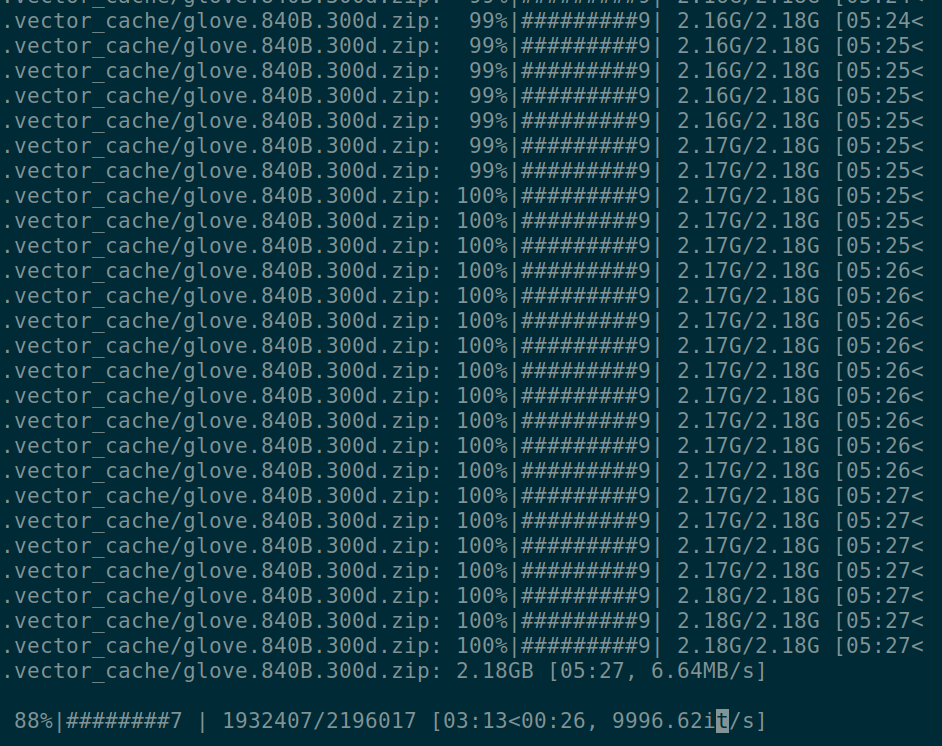 .vector_cache/glove.840B.300d.zip:  99%|#########9| 2.16G/2.18G [05:24<
.vector_cache/glove.840B.300d.zip:  99%|#########9| 2.16G/2.18G [05:24<
.vector_cache/glove.840B.300d.zip:  99%|#########9| 2.16G/2.18G [05:25<
.vector_cache/glove.840B.300d.zip:  99%|#########9| 2.16G/2.18G [05:25<
.vector_cache/glove.840B.300d.zip:  99%|#########9| 2.16G/2.18G [05:25<
.vector_cache/glove.840B.300d.zip:  99%|#########9| 2.16G/2.18G [05:25<
.vector_cache/glove.840B.300d.zip:  99%|#########9| 2.17G/2.18G [05:25<
.vector_cache/glove.840B.300d.zip:  99%|#########9| 2.17G/2.18G [05:25<
.vector_cache/glove.840B.300d.zip: 100%|#########9| 2.17G/2.18G [05:25<
.vector_cache/glove.840B.300d.zip: 100%|#########9| 2.17G/2.18G [05:25<
.vector_cache/glove.840B.300d.zip: 100%|#########9| 2.17G/2.18G [05:25<
.vector_cache/glove.840B.300d.zip: 100%|#########9| 2.17G/2.18G [05:26<
.vector_cache/glove.840B.300d.zip: 100%|#########9| 2.17G/2.18G [05:26<
.vector_cache/glove.840B.300d.zip: 100%|#########9| 2.17G/2.18G [05:26<
.vector_cache/glove.840B.300d.zip: 100%|#########9| 2.17G/2.18G [05:26<
.vector_cache/glove.840B.300d.zip: 100%|#########9| 2.17G/2.18G [05:26<
.vector_cache/glove.840B.300d.zip: 100%|#########9| 2.17G/2.18G [05:26<
.vector_cache/glove.840B.300d.zip: 100%|#########9| 2.17G/2.18G [05:26<
.vector_cache/glove.840B.300d.zip: 100%|#########9| 2.17G/2.18G [05:26<
.vector_cache/glove.840B.300d.zip: 100%|#########9| 2.17G/2.18G [05:26<
.vector_cache/glove.840B.300d.zip: 100%|#########9| 2.17G/2.18G [05:27<
.vector_cache/glove.840B.300d.zip: 100%|#########9| 2.17G/2.18G [05:27<
.vector_cache/glove.840B.300d.zip: 100%|#########9| 2.17G/2.18G [05:27<
.vector_cache/glove.840B.300d.zip: 100%|#########9| 2.17G/2.18G [05:27<
.vector_cache/glove.840B.300d.zip: 100%|#########9| 2.18G/2.18G [05:27<
.vector_cache/glove.840B.300d.zip: 100%|#########9| 2.18G/2.18G [05:27<
.vector_cache/glove.840B.300d.zip: 100%|#########9| 2.18G/2.18G [05:27<
.vector_cache/glove.840B.300d.zip: 2.18GB [05:27, 6.64MB/s]
88%|########7 | 1932407/2196017 [03:13<00:26, 9996.62it/s]